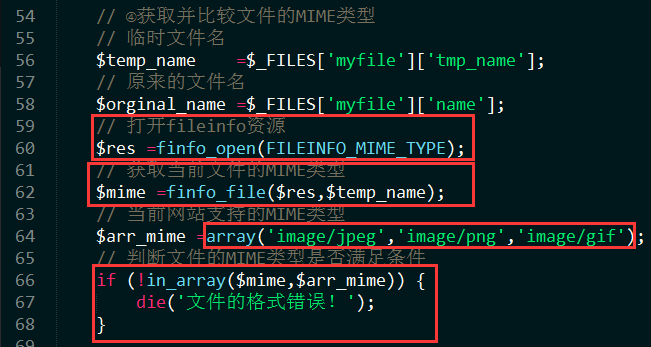 54 // ④获取并比较文件的MIME类型
55 // 临时文件名
56 $temp_name    =$_FILES['myfile']['tmp_name'];
57 // 原来的文件名
58 $orginal_name =$_FILES['myfile']['name'];
59 // 打开fileinfo资源
60 $res =finfo_open(FILEINFO_MIME_TYPE);
61 // 获取当前文件的MIME类型
62 $mime =finfo_file($res,$temp_name);
63 // 当前网站支持的MIME类型
64 $arr_mime =array('image/jpeg','image/png','image/gif');
65 // 判断文件的MIME类型是否满足条件
66 if (!in_array($mime,$arr_mime)) {
67     die('文件的格式错误！');
68 }
69